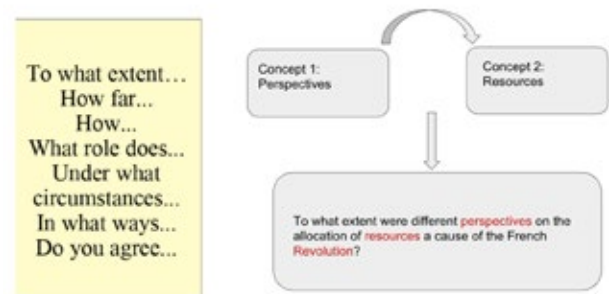 To what extent...
How far...
How...
What role does...
Under what
circumstances...
In what ways...
Do you agree...
Concept 1:
Perspectives
Concept 2:
Resources
To what extent were different perspectives on the
allocation of resources a cause of the French
Revolution?